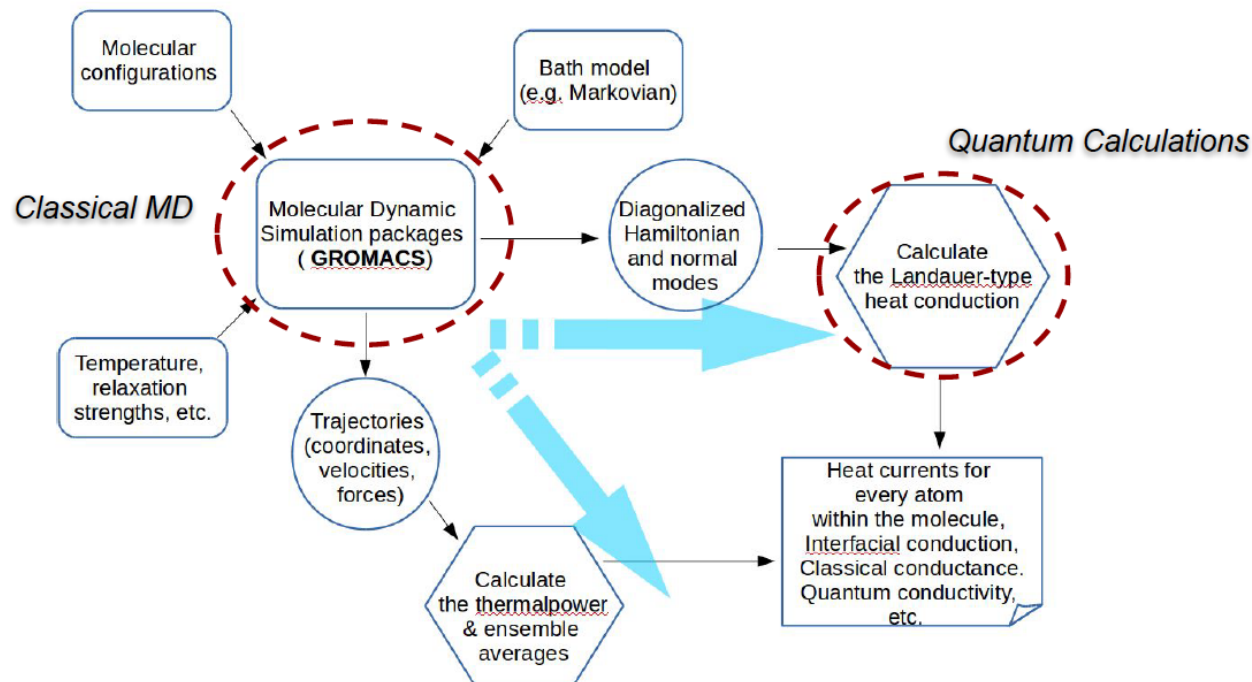 Molecular
configurations
Bath model
(e.g. Markovian)
Quantum Calculations
Classical MD
Molecular Dynamic
Simulation packages
( GROMACS)
Diagonalized
Hamiltonian
and normal
modes
Calculate
the Landauer-type
heat conduction
Temperature,
relaxation
strengths, etc.
Trajectories
(coordinates,
velocities,
forces)
Heat currents for
every atom
within the molecule,
Interfacial conduction,
Classical conductance.
Quantum conductivity,
etc.
Calculate
the thermalpower
& ensemble
averages